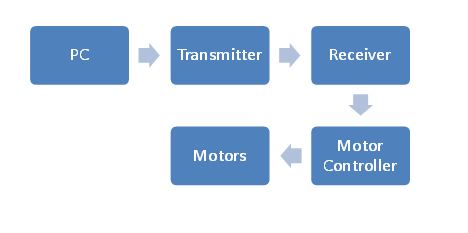 PC
Transmitter
Receiver
Motor
Controller
Motors